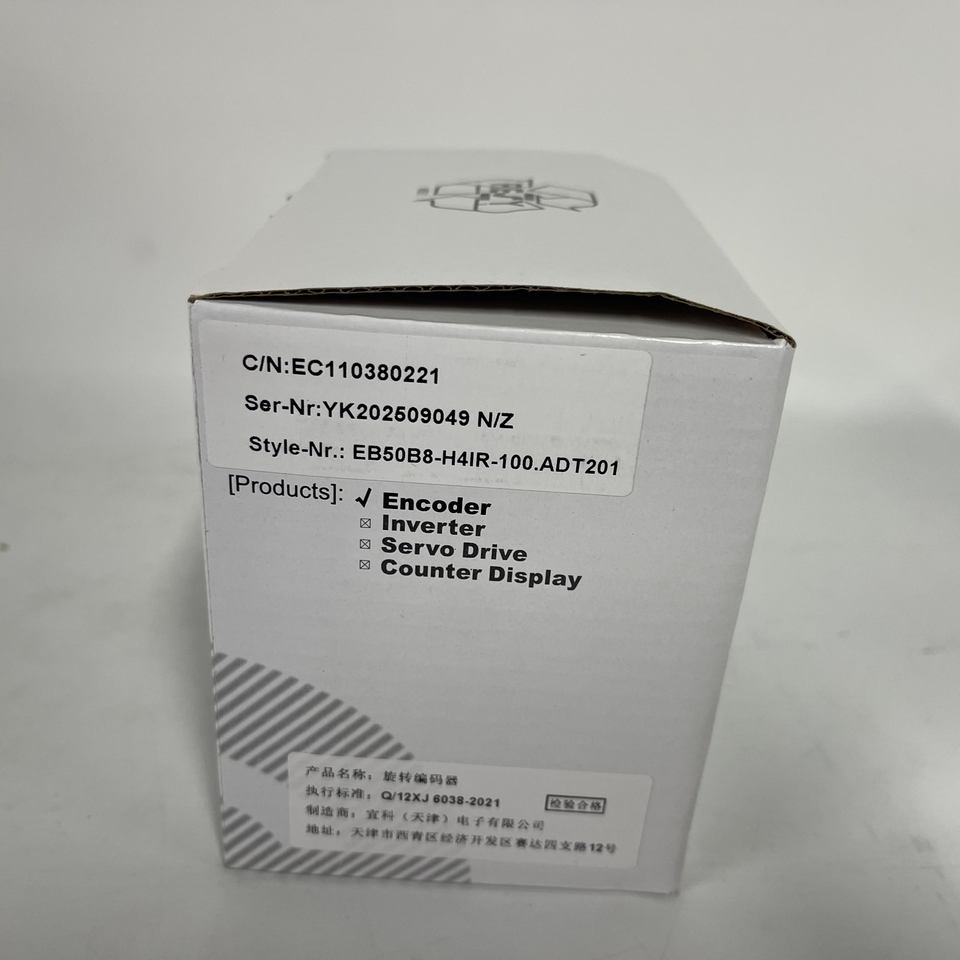 C/N:EC110380221
Ser-Nr:YK202509049 N/Z
Style-Nr.: EB50B8-H4IR-100.ADT201
[Products]: ✓ Encoder
☒ Inverter
☒ Servo Drive
☒ Counter Display
产品名称：旋转编码器
执行标准：Q/12XJ 6038-2021 检验合格
制造商：宜科（天津）电子有限公司
地址：天津市西青区经济开发区赛达四支路12号